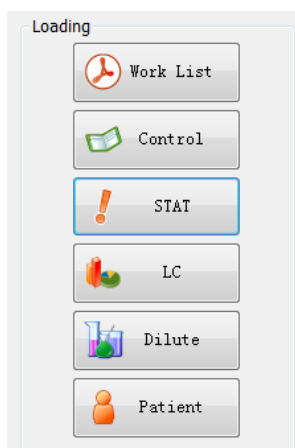 Loading
Work List
Control
STAT
LC
Dilute
Patient